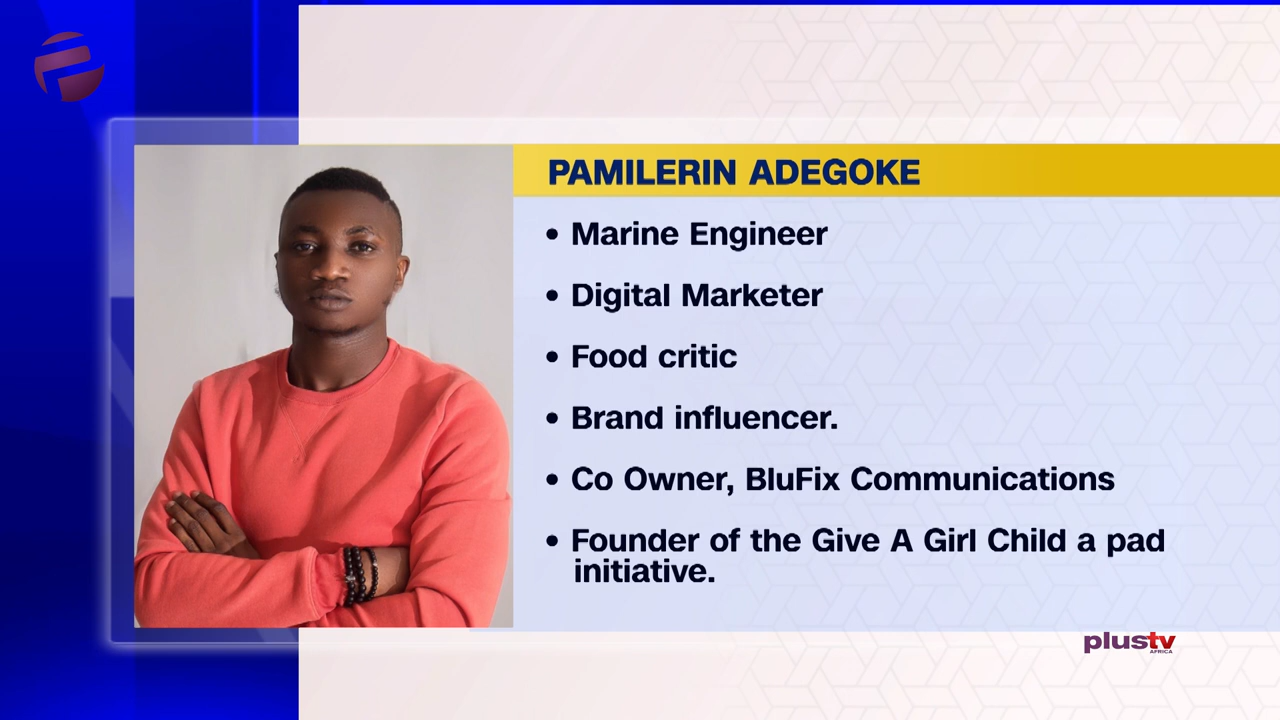 PAMILERIN ADEGOKE
• Marine Engineer
• Digital Marketer
• Food critic
• Brand influencer.
• Co Owner, BluFix Communications
• Founder of the Give A Girl Child a pad
initiative.
plustv
AFRICA